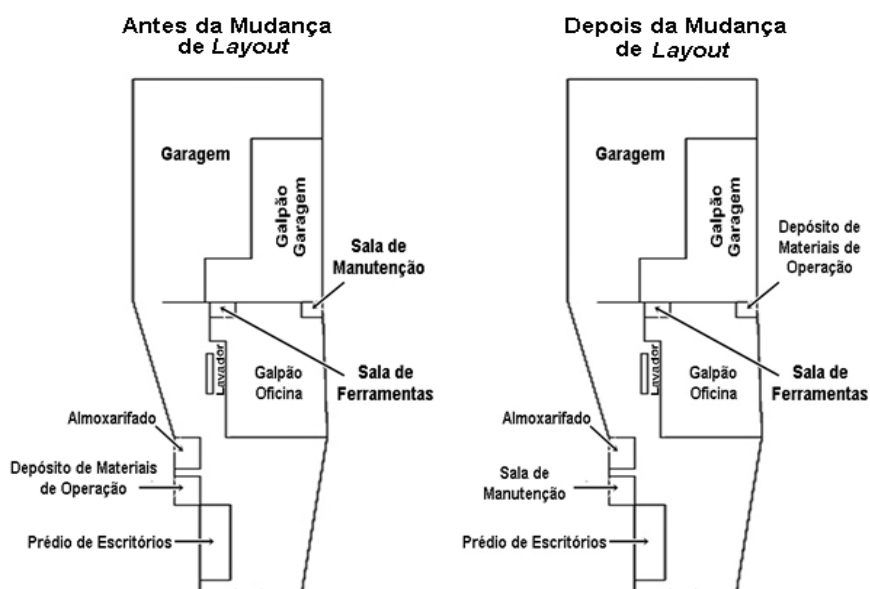 Antes da Mudança
de Layout
Garagem
Galpão
Garagem
Sala de
Manutenção
Lavador
Galpão
Oficina
Sala de
Ferramentas
Almoxarifado
Depósito de Materiais
de Operação
Prédio de Escritórios
Depois da Mudança
de Layout
Garagem
Galpão
Garagem
Depósito de
Materiais de
Operação
Lavador
Galpão
Oficina
Sala de
Ferramentas
Almoxarifado
Sala de
Manutenção
Prédio de Escritórios